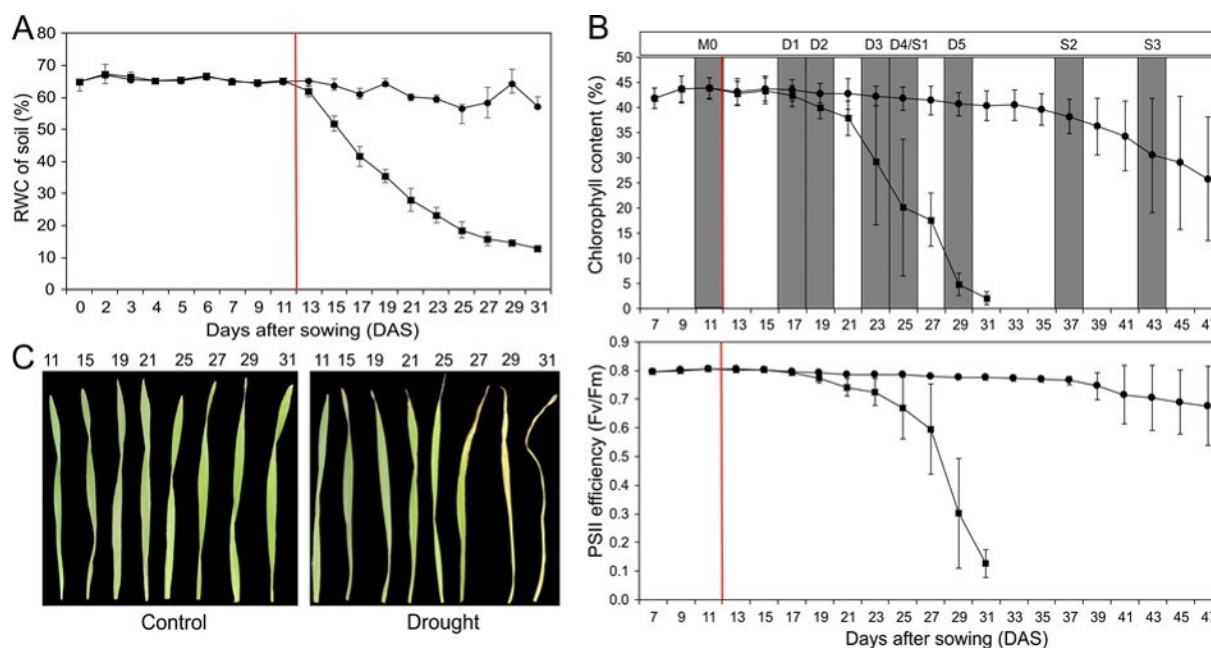 A
RWC of soil (%)
80
70
60
50
40
30
20
10
0
0 2 3 4 5 6 7 9 11 13 15 17 19 21 23 25 27 29 31
Days after sowing (DAS)
B
M0 D1 D2 D3 D4/S1 D5 S2 S3
Chlorophyll content (%)
50
45
40
35
30
25
20
15
10
5
0
7 9 11 13 15 17 19 21 23 25 27 29 31 33 35 37 39 41 43 45 47
PSII efficiency (Fv/Fm)
0.9
0.8
0.7
0.6
0.5
0.4
0.3
0.2
0.1
0.0
7 9 11 13 15 17 19 21 23 25 27 29 31 33 35 37 39 41 43 45 47
Days after sowing (DAS)
C
11 15 19 21 25 27 29 31
11 15 19 21 25 27 29 31
Control
Drought